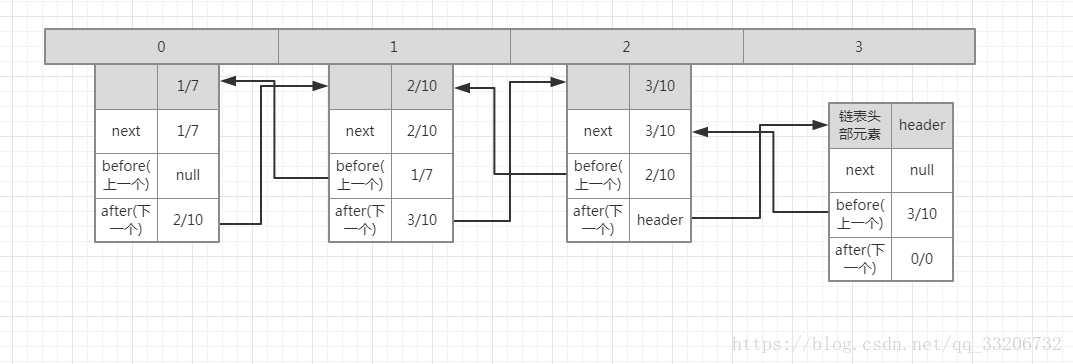 0 1 2 3
1/7
next 1/7
before(
上一个) null
after(下
一个) 2/10
2/10
next 2/10
before(
上一个) 1/7
after(下
一个) 3/10
3/10
next 3/10
before(
上一个) 2/10
after(下
一个) header
链表头
部元素 header
next null
before(
上一个) 3/10
after(下
一个) 0/0
https://blog.csdn.net/qq_33206732